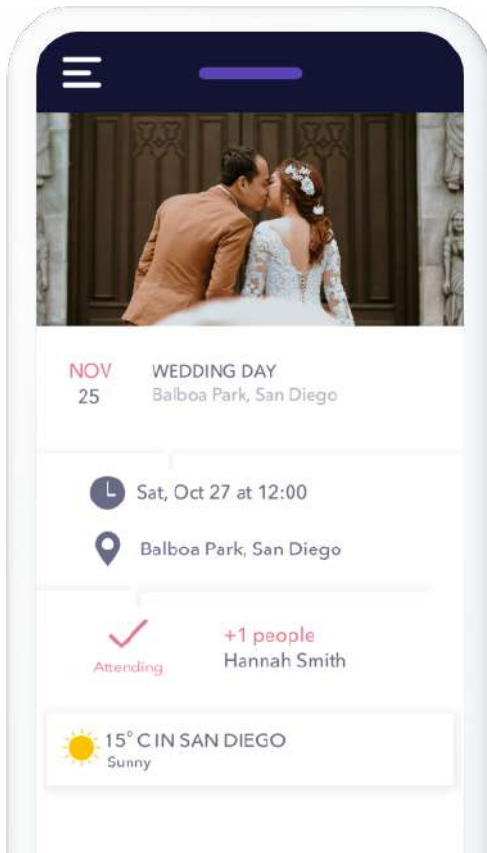 NOV
25
WEDDING DAY
Balboa Park, San Diego
Sat, Oct 27 at 12:00
Balboa Park, San Diego
Attending
+1 people
Hannah Smith
15° C IN SAN DIEGO
Sunny